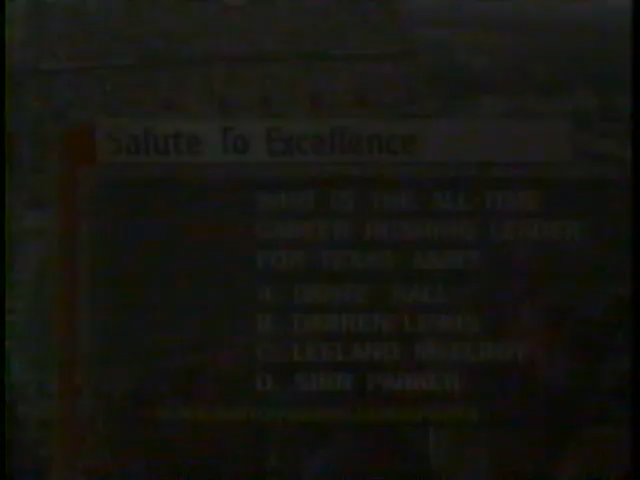 Salute To Excellence
WHO IS THE ALL TIME
CAREER RUSHING LEADER
FOR TEXAS A&M?
A. HALL
B. DARREN LEWIS
C. LEELAND MCELROY
D. SIRR PARKER